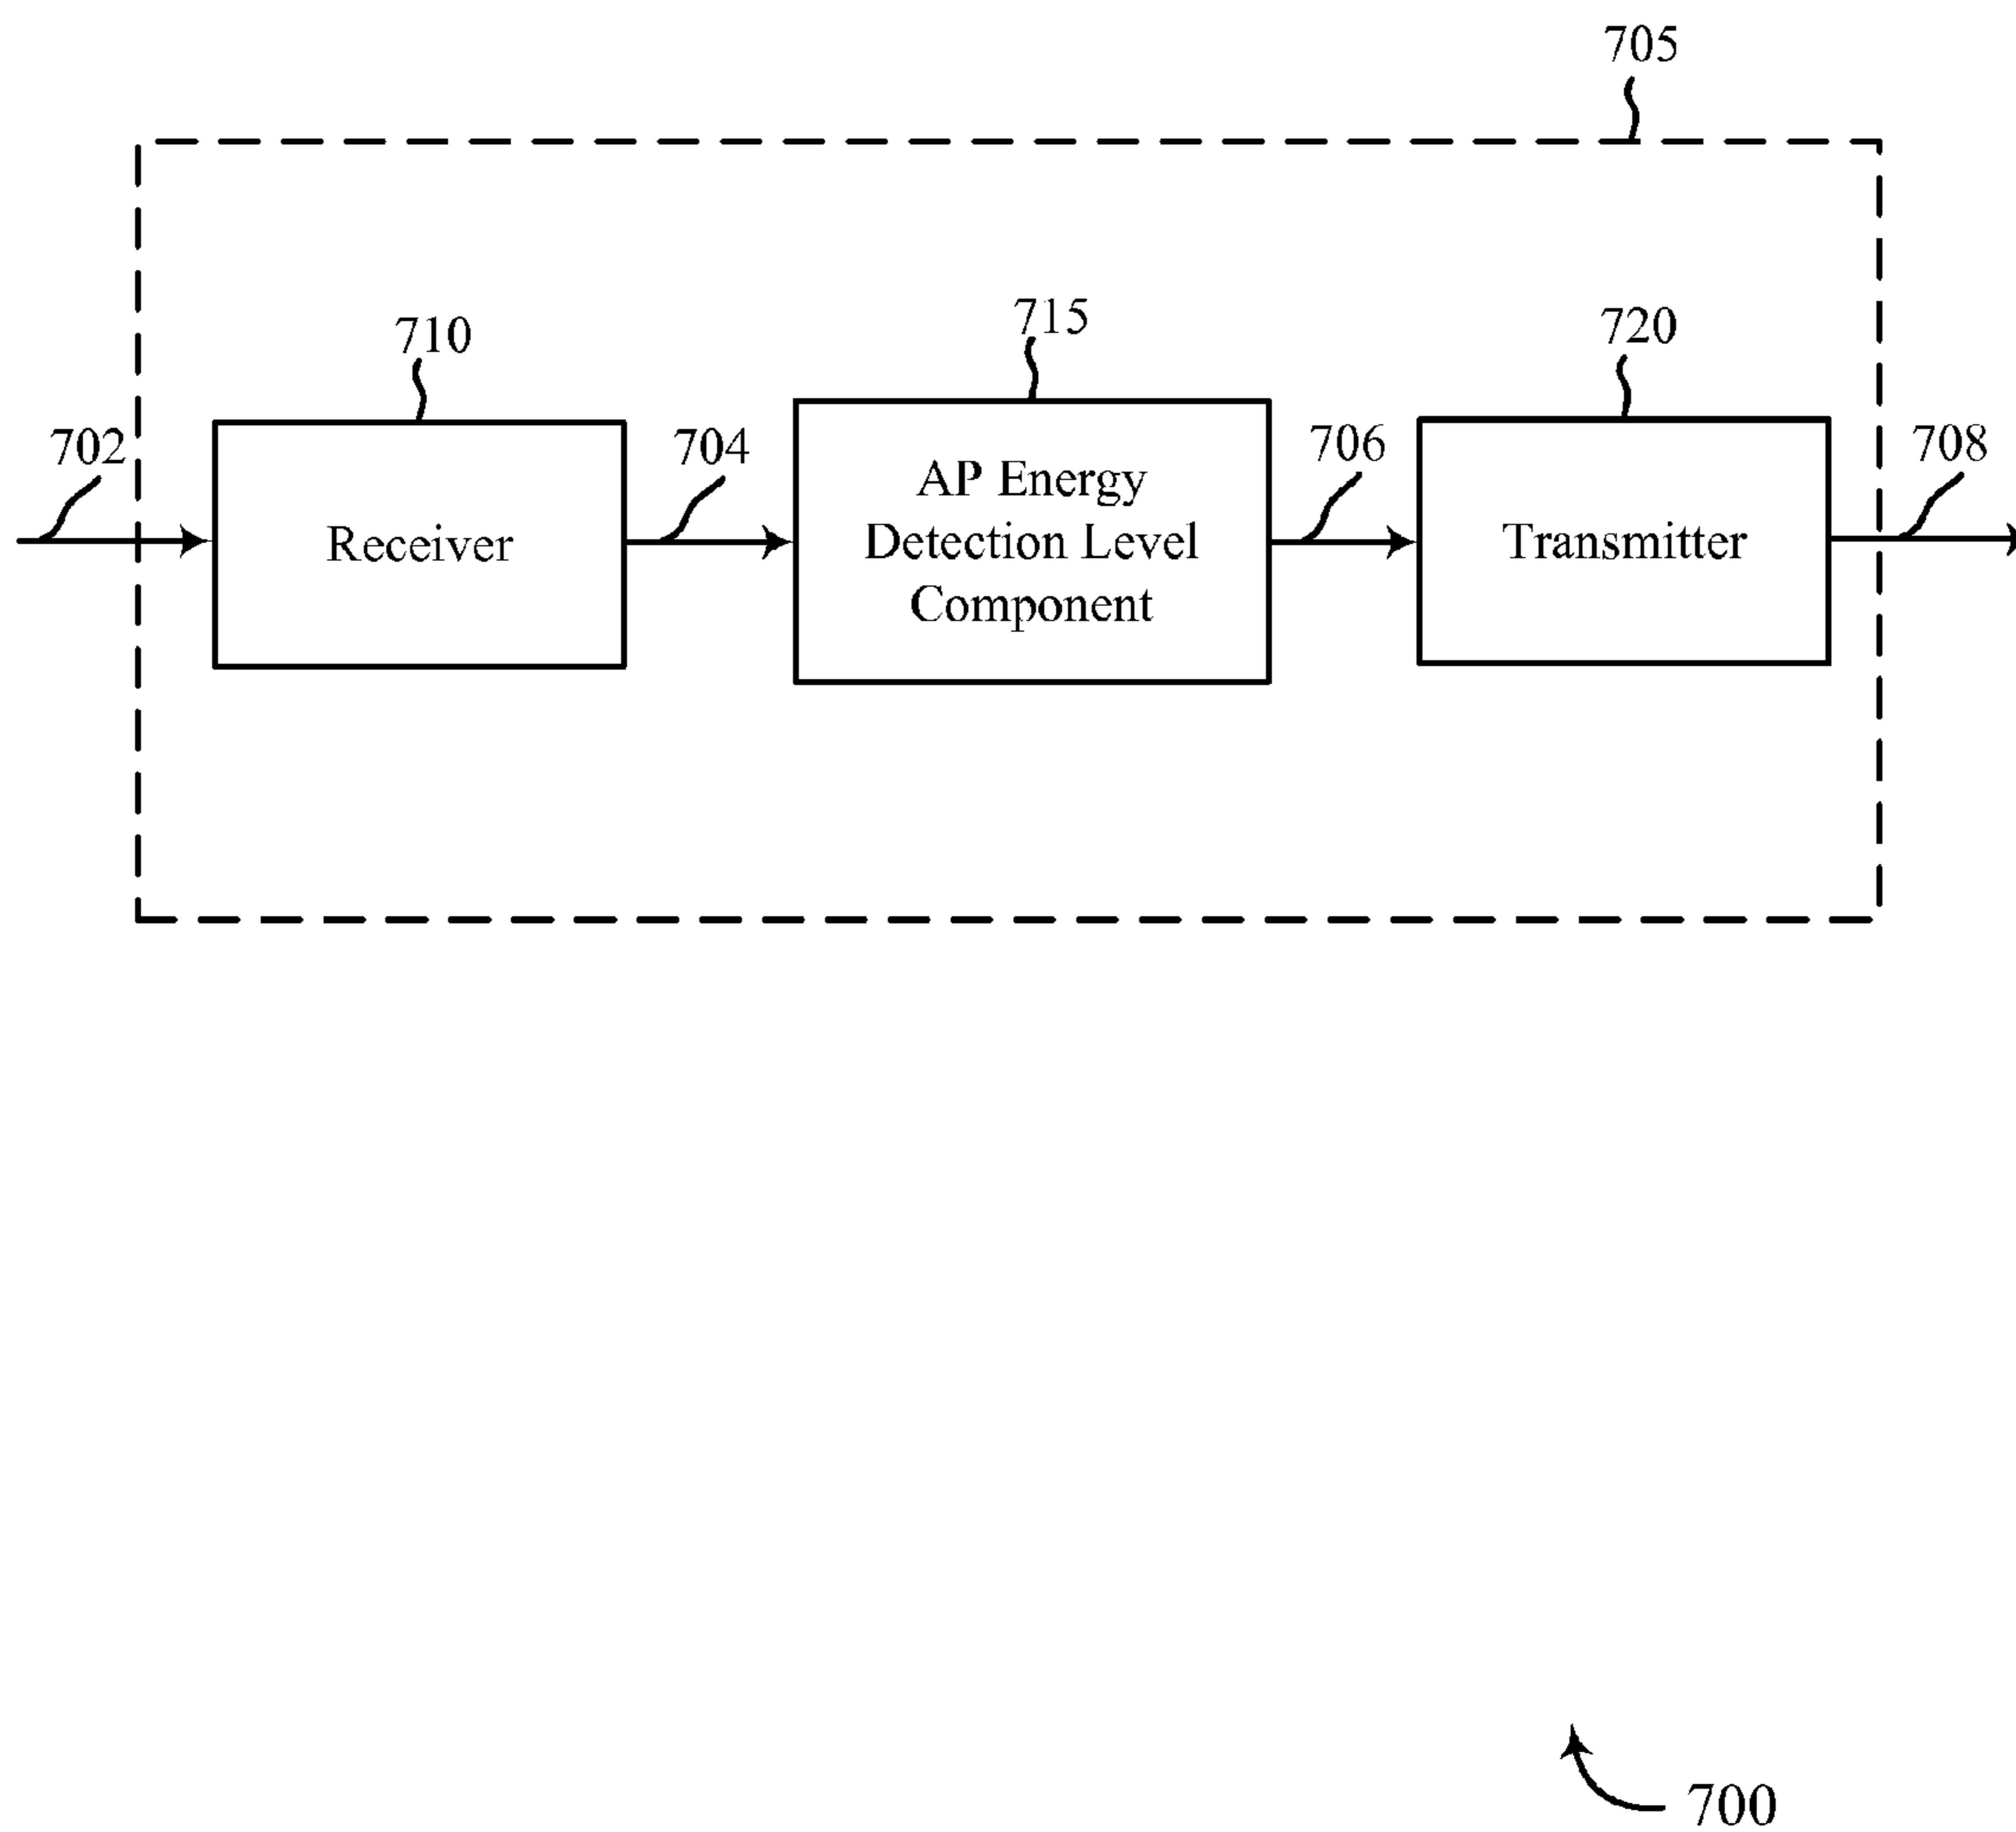 705
710
715
720
702
704
706
708
Receiver
AP Energy
Detection Level
Component
Transmitter
700